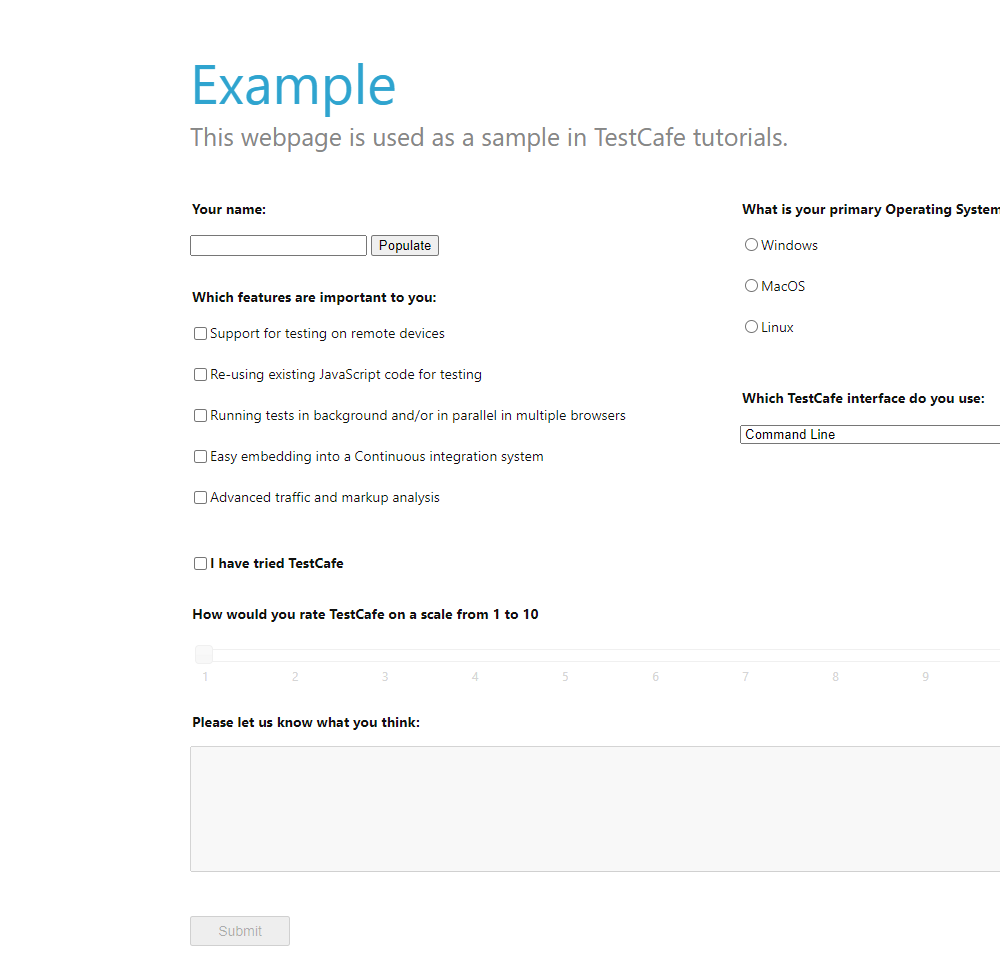 Example
This webpage is used as a sample in TestCafe tutorials.
Your name:
Populate
Which features are important to you:
Support for testing on remote devices
Re-using existing JavaScript code for testing
Running tests in background and/or in parallel in multiple browsers
Easy embedding into a Continuous integration system
Advanced traffic and markup analysis
What is your primary Operating System
Windows
MacOS
Linux
Which TestCafe interface do you use:
Command Line
I have tried TestCafe
How would you rate TestCafe on a scale from 1 to 10
1 2 3 4 5 6 7 8 9
Please let us know what you think:
Submit